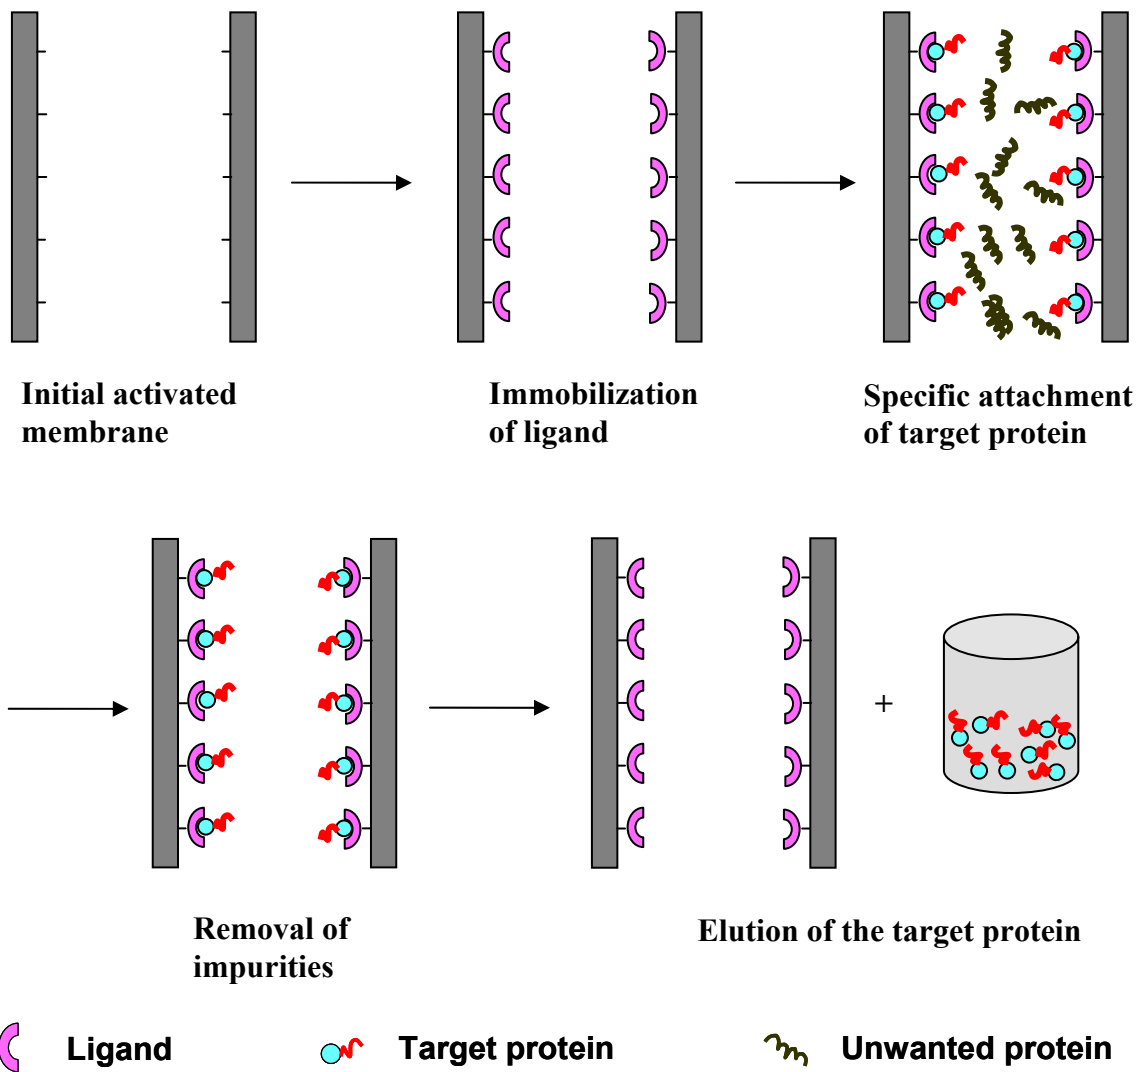 Initial activated
membrane
Immobilization
of ligand
Specific attachment
of target protein
+
Removal of
impurities
Elution of the target protein
Ligand
Target protein
Unwanted protein